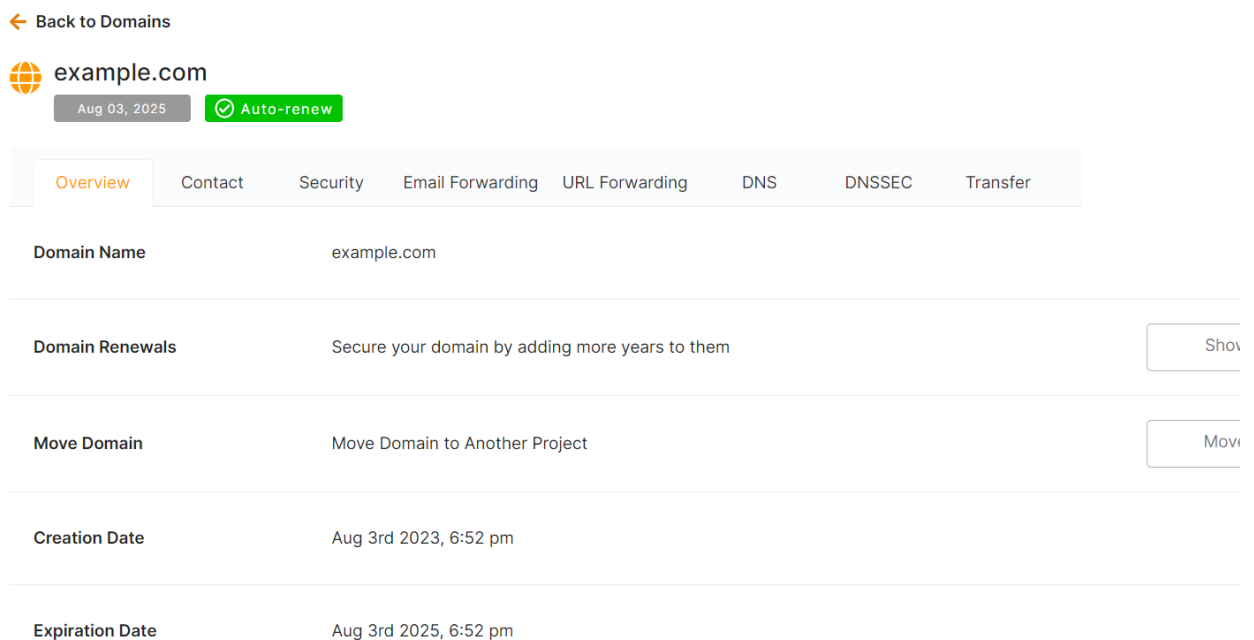 Back to Domains
example.com
Aug 03, 2025 Auto-renew
Overview Contact Security Email Forwarding URL Forwarding DNS DNSSEC Transfer
Domain Name example.com
Domain Renewals Secure your domain by adding more years to them
Move Domain Move Domain to Another Project
Creation Date Aug 3rd 2023, 6:52 pm
Expiration Date Aug 3rd 2025, 6:52 pm